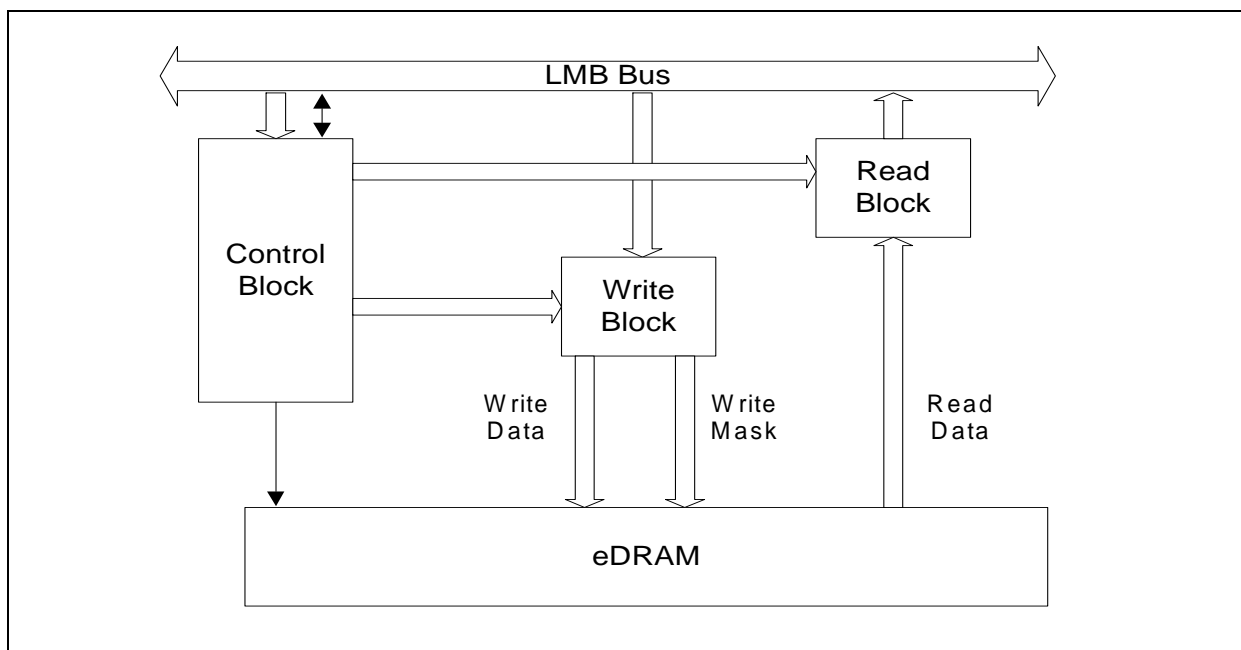 LMB Bus
Read
Block
Control
Block
Write
Block
Write
Data
Write
Mask
Read
Data
eDRAM